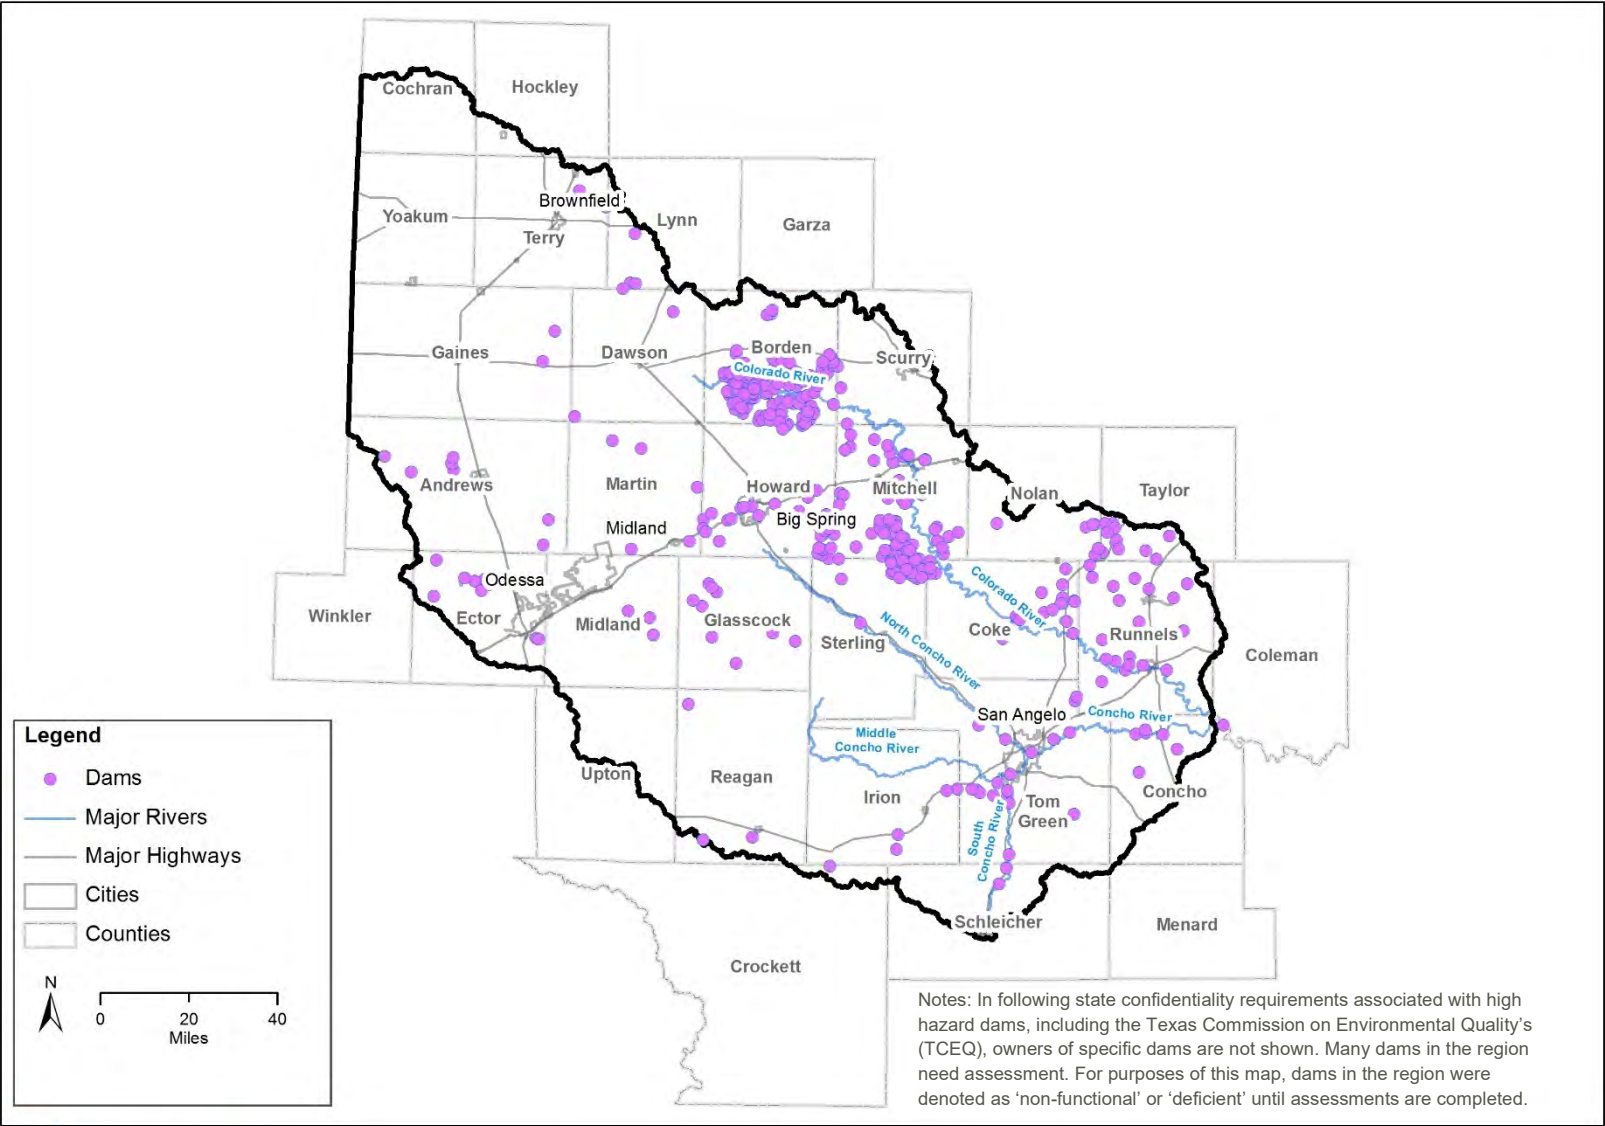 Cochran
Hockley
Brownfield
Yoakum
Terry
Lynn
Garza
Gaines
Dawson
Borden
Scurry
Colorado River
Andrews
Martin
Howard
Mitchell
Nolan
Taylor
Midland
Big Spring
Odessa
Winkler
Ector
Midland
Glasscock
Sterling
North Concho River
Coke
Colorado River
Runnels
Coleman
San Angelo
Concho River
Middle
Concho River
Upton
Reagan
Irion
Tom
Green
Concho
South
Concho River
Schleicher
Menard
Crockett
Legend
Dams
Major Rivers
Major Highways
Cities
Counties
N
0 20 40
Miles
Notes: In following state confidentiality requirements associated with high
hazard dams, including the Texas Commission on Environmental Quality’s
(TCEQ), owners of specific dams are not shown. Many dams in the region
need assessment. For purposes of this map, dams in the region were
denoted as ‘non-functional’ or ‘deficient’ until assessments are completed.